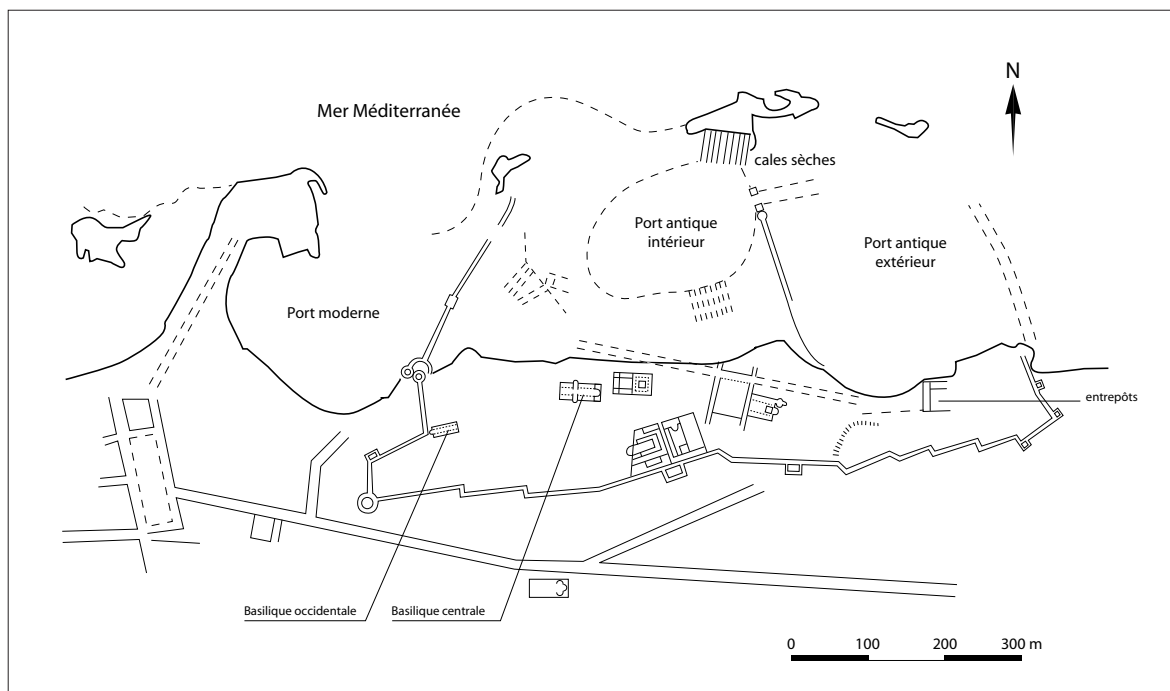 N
Mer Méditerranée
cales sèches
Port antique
intérieur
Port antique
extérieur
Port moderne
entrepôts
Basilique occidentale
Basilique centrale
0 100 200 300 m